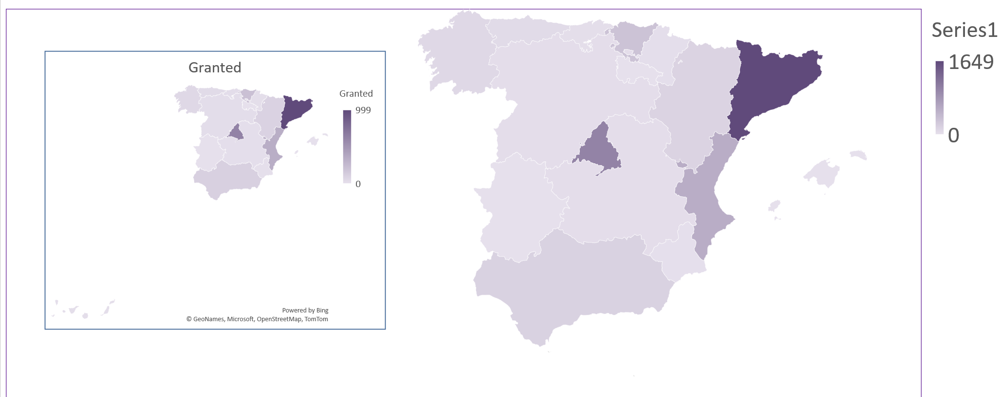 Granted
Granted
999
0
Powered by Bing
© GeoNames, Microsoft, OpenStreetMap, TomTom
Series1
1649
0